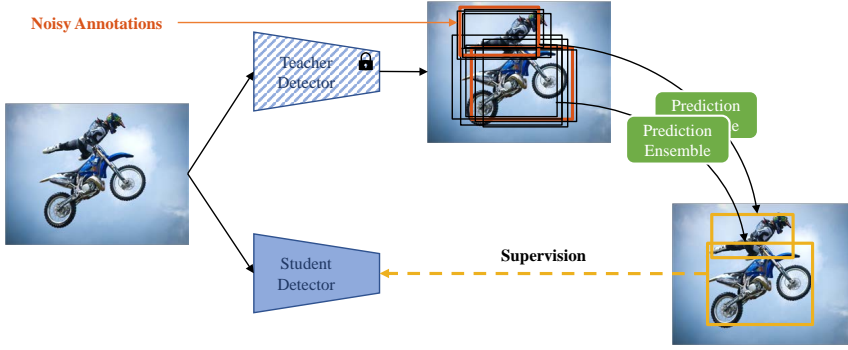 Noisy Annotations
Teacher
Detector
Prediction
Prediction
Ensemble
Student
Detector
Supervision